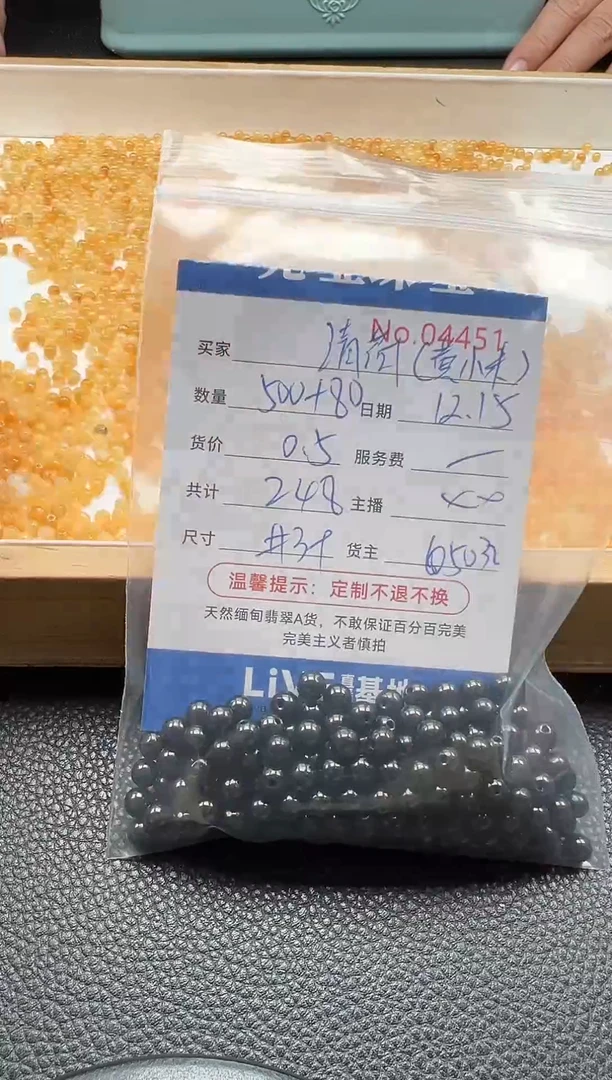 No.04451
买家 清荷(黄小米)
数量 500+80 日期 12.15
货价 0.5 服务费
共计 248 主播
尺寸 货主
温馨提示：定制不退不换
天然缅甸翡翠A货，不敢保证百分百完美
完美主义者慎拍
基地